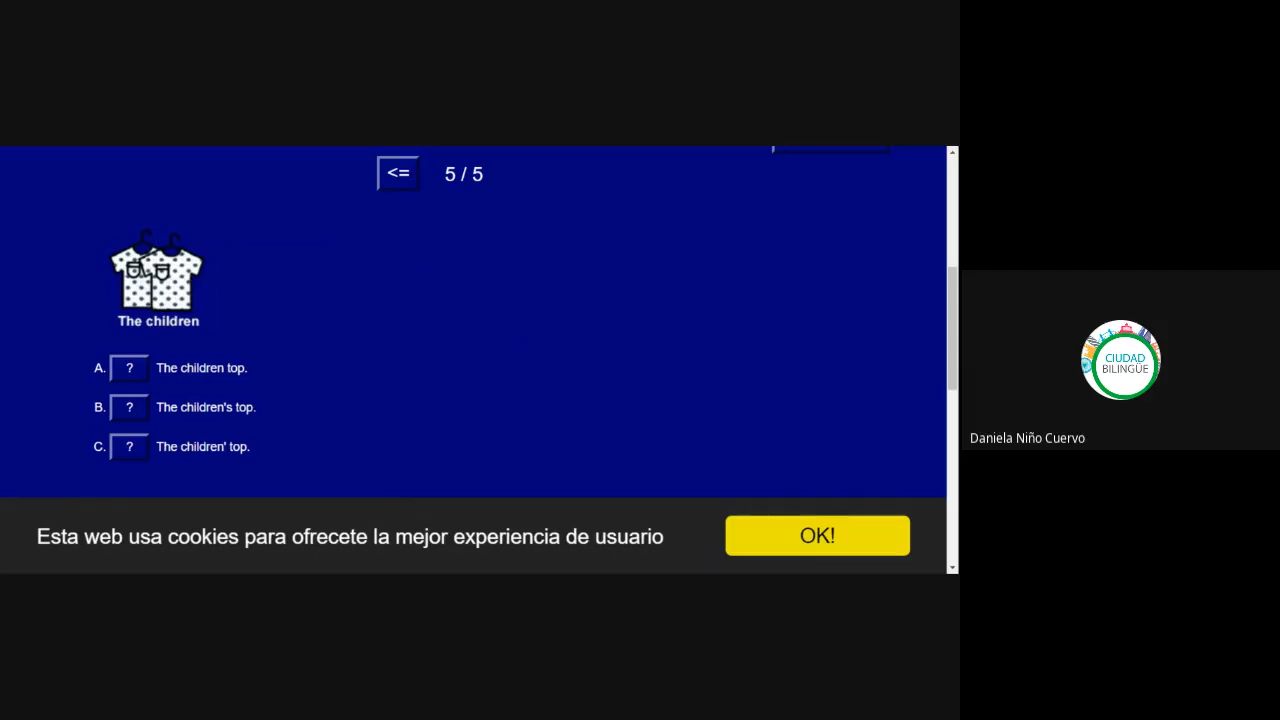 <= 5 / 5
The children
A. ? The children top.
B. ? The children's top.
C. ? The children' top.
Esta web usa cookies para ofrecete la mejor experiencia de usuario
OK!
CIUDAD
BILINGÜE
Daniela Niño Cuervo